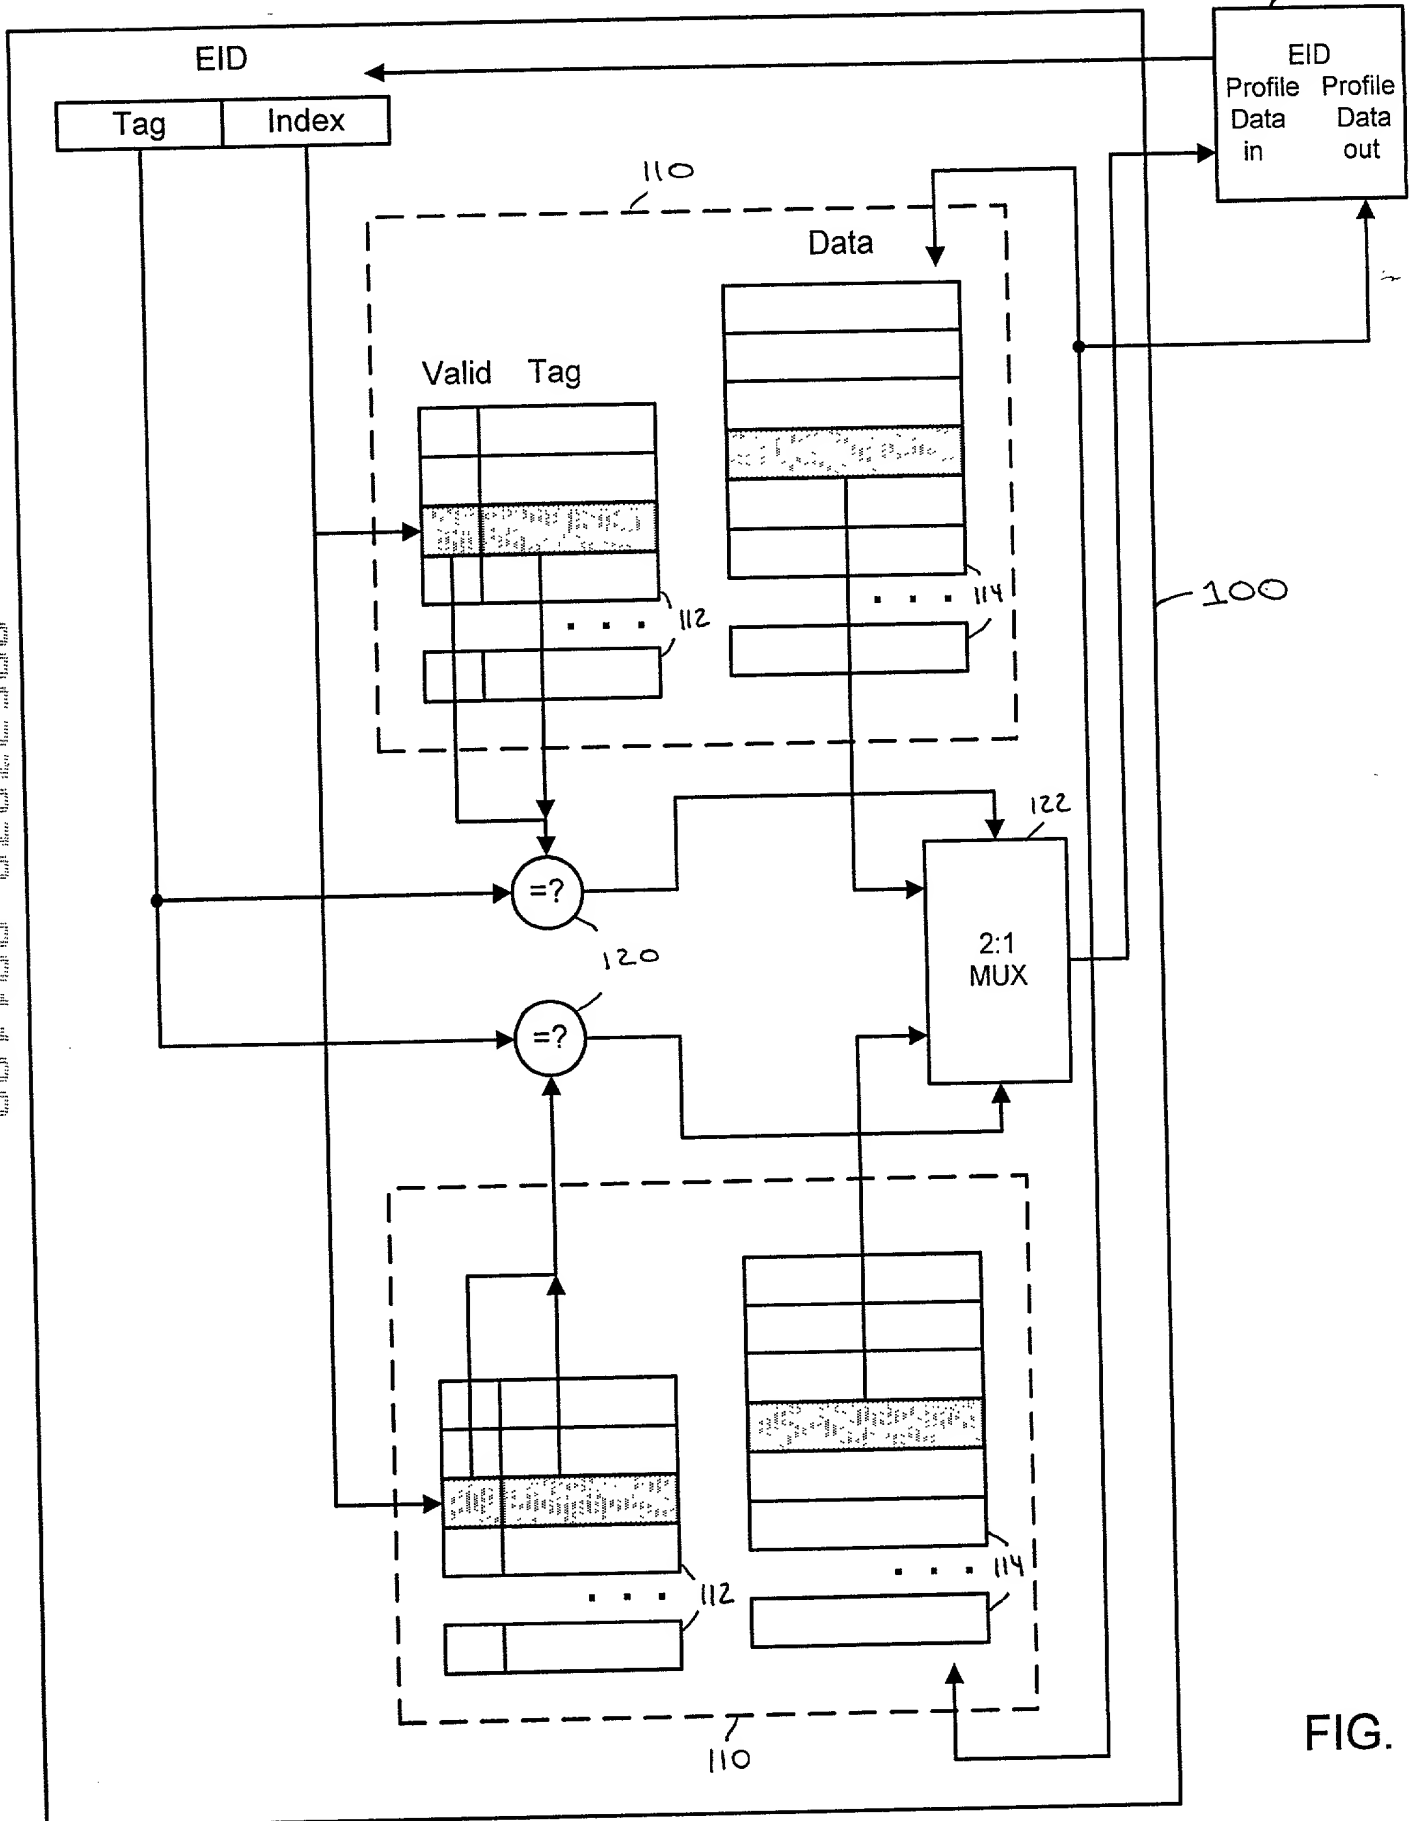 EID
Tag Index
EID
Profile Profile
Data Data
in out
110
Data
Valid Tag
112
114
100
=?
120
122
2:1
MUX
=?
112
114
110
FIG.